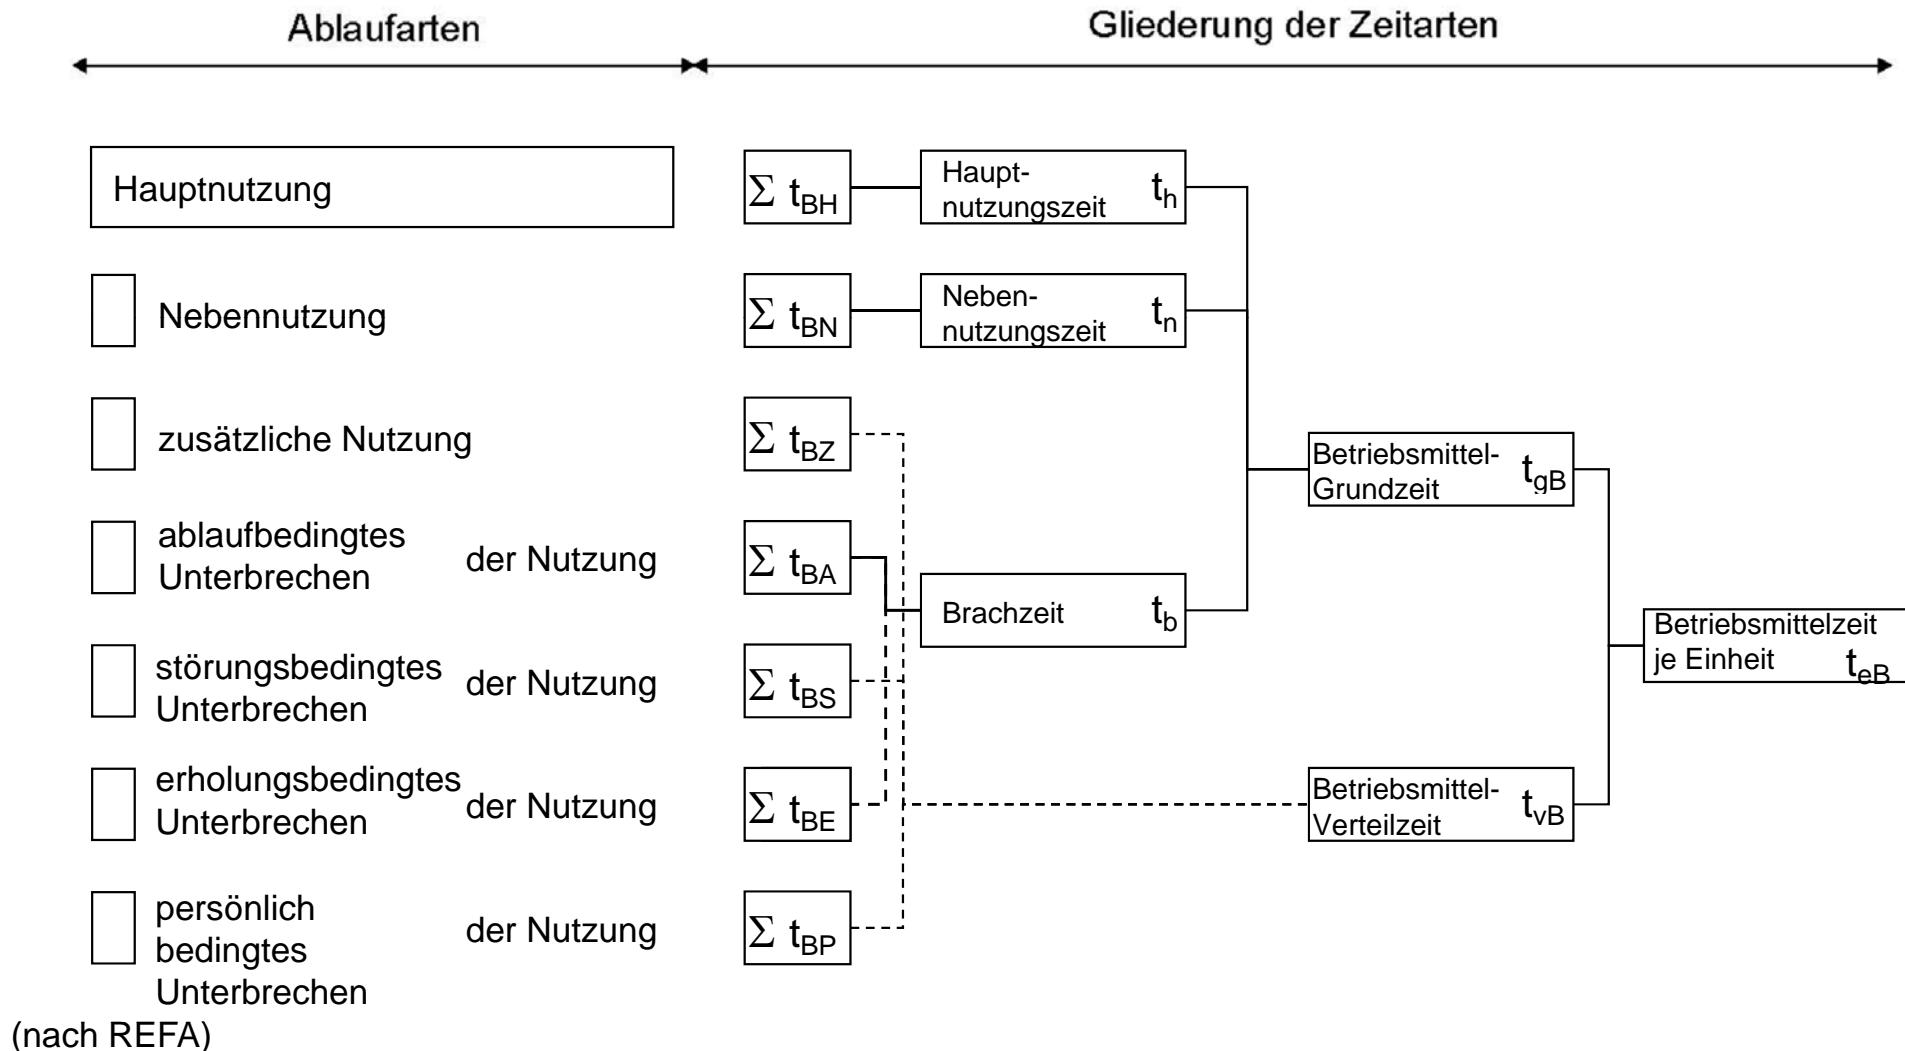 Ablaufarten
Gliederung der Zeitarten
Hauptnutzung
Σ tBH
Haupt-
nutzungszeit th
Nebennutzung
Σ tBN
Neben-
nutzungszeit tn
zusätzliche Nutzung
Σ tBZ
Betriebsmittel-
Grundzeit tgB
ablaufbedingtes
Unterbrechen
der Nutzung
Σ tBA
Brachzeit tb
Betriebsmittelzeit
je Einheit teB
störungsbedingtes
Unterbrechen
der Nutzung
Σ tBS
erholungsbedingtes
Unterbrechen
der Nutzung
Σ tBE
Betriebsmittel-
Verteilzeit tvB
persönlich
bedingtes
Unterbrechen
der Nutzung
Σ tBP
(nach REFA)